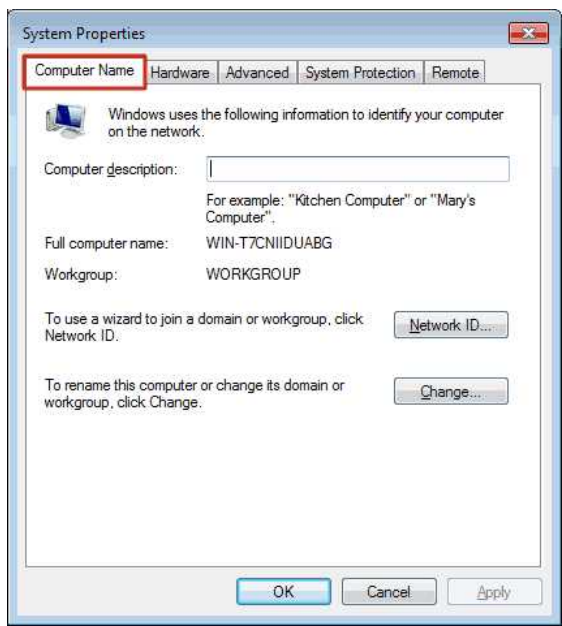 System Properties
Computer Name Hardware Advanced System Protection Remote
Windows uses the following information to identify your computer
on the network.
Computer description:
For example: "Kitchen Computer" or "Mary's
Computer".
Full computer name: WIN-T7CNIIDUABG
Workgroup: WORKGROUP
To use a wizard to join a domain or workgroup, click
Network ID.
Network ID...
To rename this computer or change its domain or
workgroup, click Change.
Change...
OK Cancel Apply